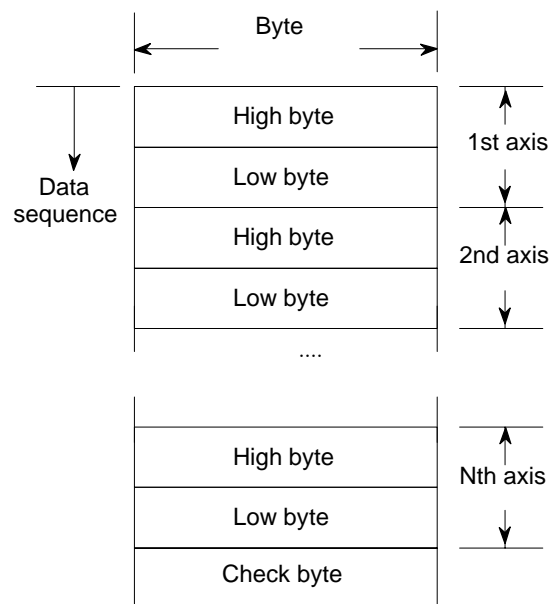 Byte
High byte
1st axis
Low byte
Data
sequence
High byte
2nd axis
Low byte
....
High byte
Nth axis
Low byte
Check byte